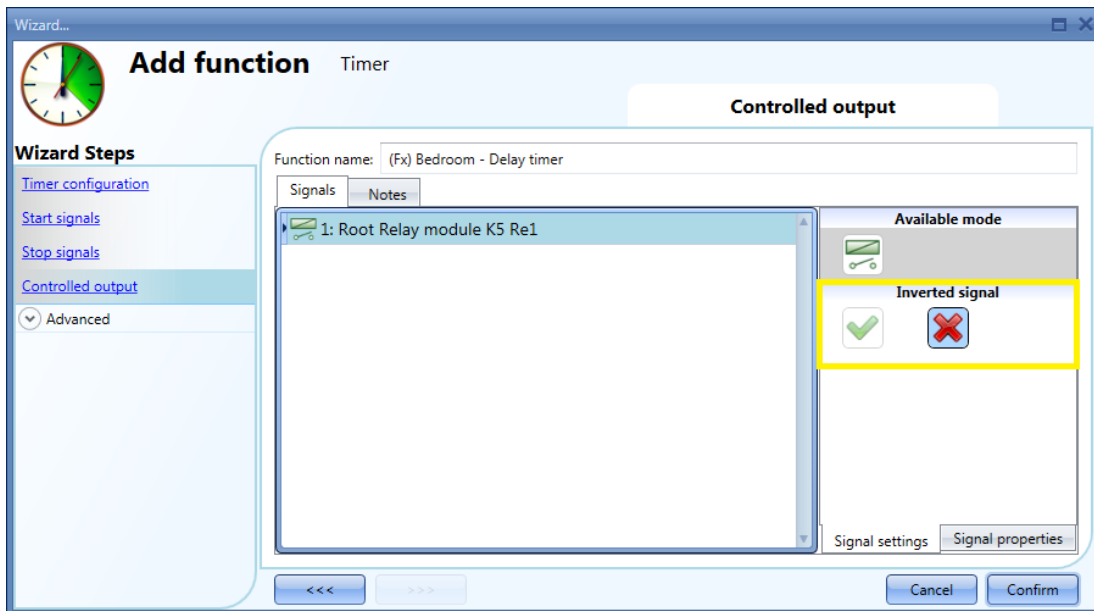 Wizard...
Add function Timer
Controlled output
Wizard Steps
Timer configuration
Start signals
Stop signals
Controlled output
Advanced
Function name: (Fx) Bedroom - Delay timer
Signals Notes
1: Root Relay module K5 Re1
Available mode
Inverted signal
Signal settings Signal properties
<<< >>> Cancel Confirm